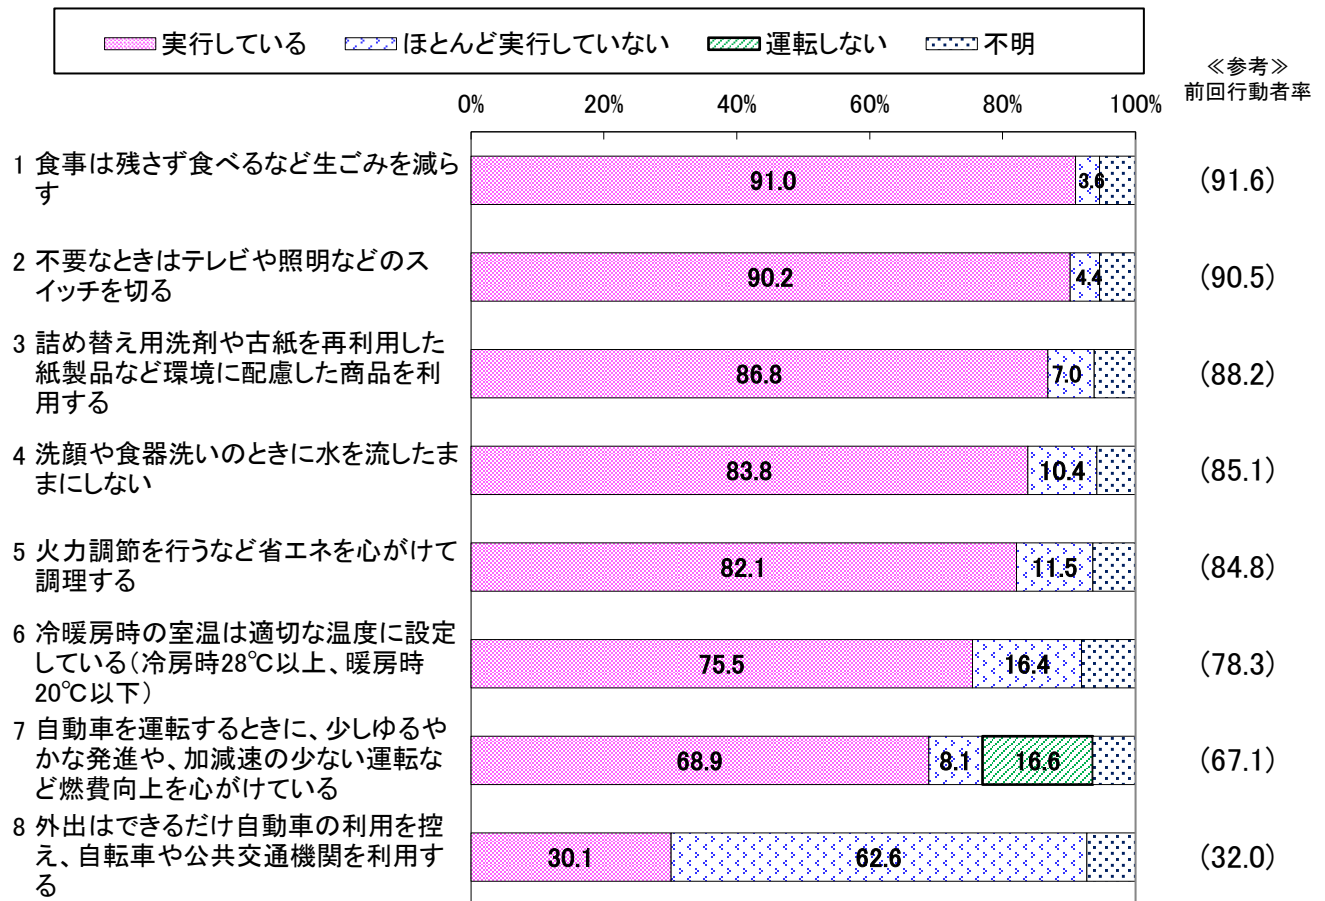 実行している ほとんど実行していない 運転しない 不明
≪参考≫
前回行動者率
0% 20% 40% 60% 80% 100%
1 食事は残さず食べるなど生ごみを減ら
す
91.0 3.6 (91.6)
2 不要なときはテレビや照明などのス
イッチを切る
90.2 4.4 (90.5)
3 詰め替え用洗剤や古紙を再利用した
紙製品など環境に配慮した商品を利
用する
86.8 7.0 (88.2)
4 洗顔や食器洗いのときに水を流したま
まにしない
83.8 10.4 (85.1)
5 火力調節を行うなど省エネを心がけて
調理する
82.1 11.5 (84.8)
6 冷暖房時の室温は適切な温度に設定
している(冷房時28℃以上、暖房時
20℃以下)
75.5 16.4 (78.3)
7 自動車を運転するときに、少しゆるや
かな発進や、加減速の少ない運転な
ど燃費向上を心がけている
68.9 8.1 16.6 (67.1)
8 外出はできるだけ自動車の利用を控
え、自転車や公共交通機関を利用す
る
30.1 62.6 (32.0)